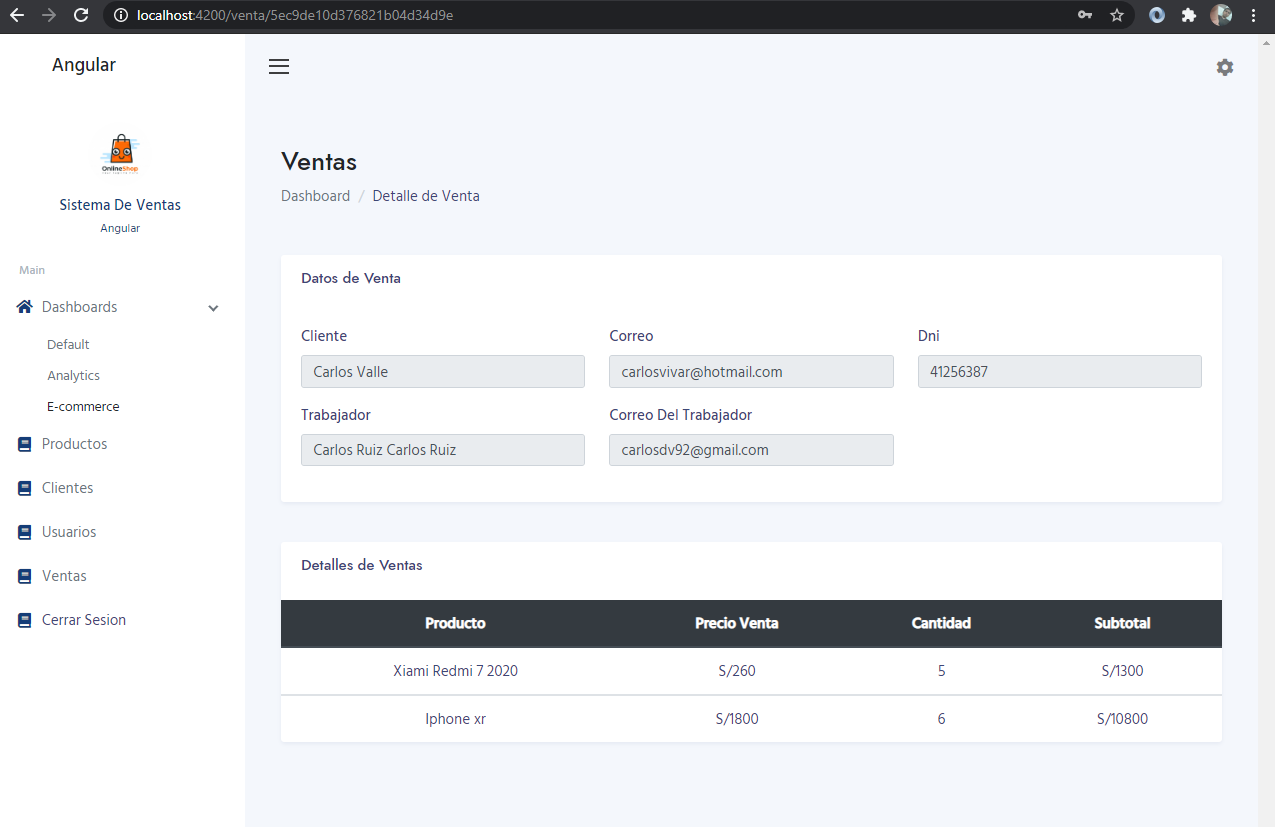 localhost:4200/venta/5ec9de10d376821b04d34d9e
Angular
OnlineShop
Sistema De Ventas
Angular
Main
Dashboards
Default
Analytics
E-commerce
Productos
Clientes
Usuarios
Ventas
Cerrar Sesion
Ventas
Dashboard / Detalle de Venta
Datos de Venta
Cliente Correo Dni
Carlos Valle carlosvivar@hotmail.com 41256387
Trabajador Correo Del Trabajador
Carlos Ruiz Carlos Ruiz carlosdv92@gmail.com
Detalles de Ventas
Producto Precio Venta Cantidad Subtotal
Xiami Redmi 7 2020 S/260 5 S/1300
Iphone xr S/1800 6 S/10800